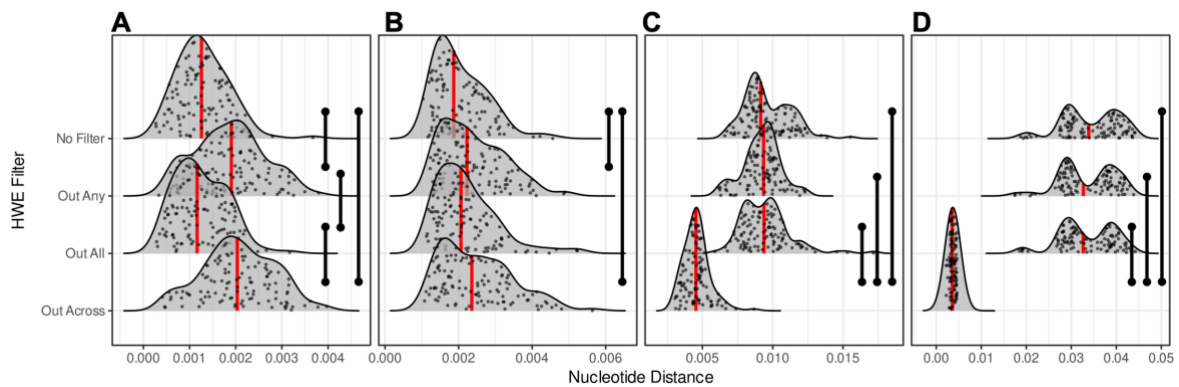 A B C D
HWE Filter
No Filter
Out Any
Out All
Out Across
0.000 0.001 0.002 0.003 0.004 0.000 0.002 0.004 0.006 0.005 0.010 0.015 0.00 0.01 0.02 0.03 0.04 0.05
Nucleotide Distance